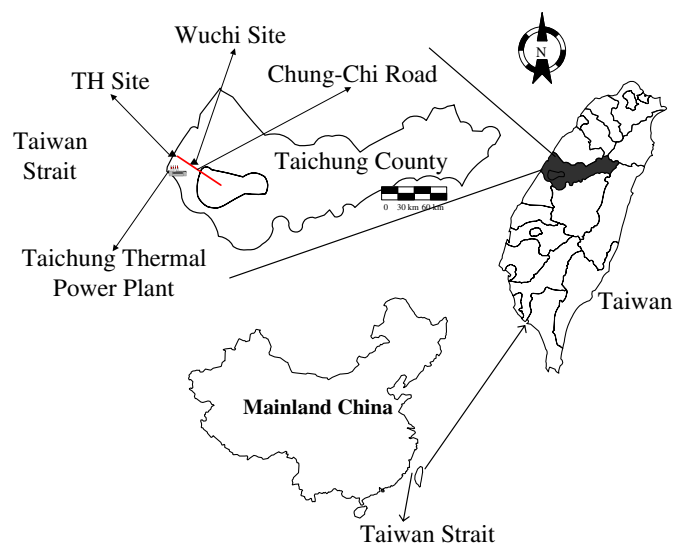 Wuchi Site
TH Site
Chung-Chi Road
N
Taiwan
Strait
Taichung County
0 30 km 60 km
Taichung Thermal
Power Plant
Taiwan
Mainland China
Taiwan Strait